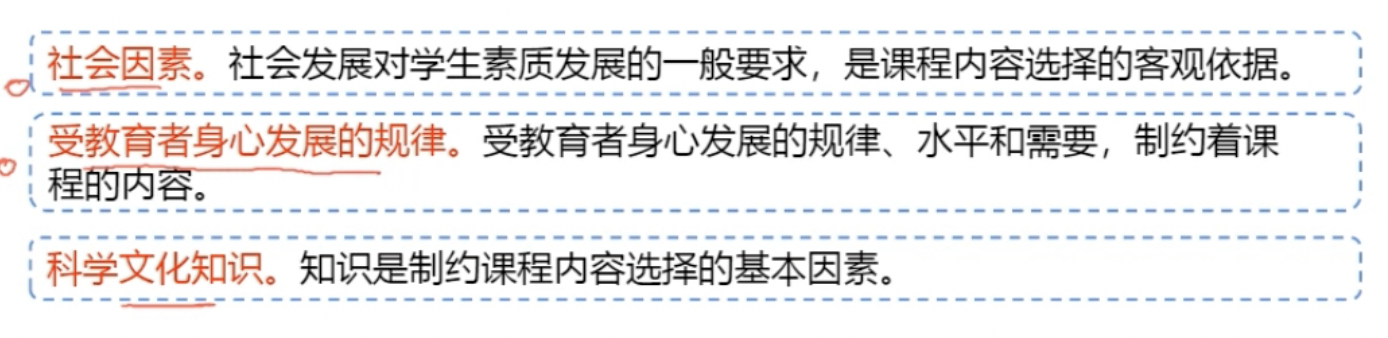 社会因素。社会发展对学生素质发展的一般要求，是课程内容选择的客观依据。
受教育者身心发展的规律。受教育者身心发展的规律、水平和需要，制约着课
程的内容。
科学文化知识。知识是制约课程内容选择的基本因素。